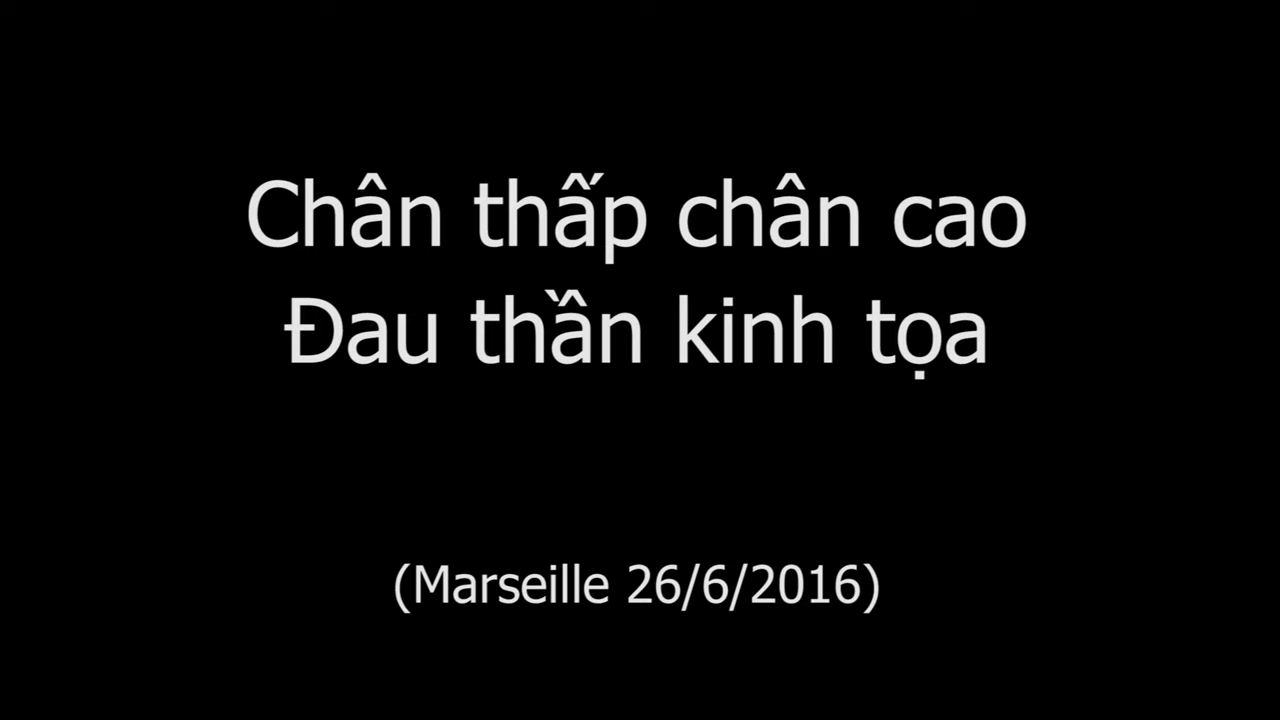 Chân thấp chân cao
Đau thần kinh tọa
(Marseille 26/6/2016)